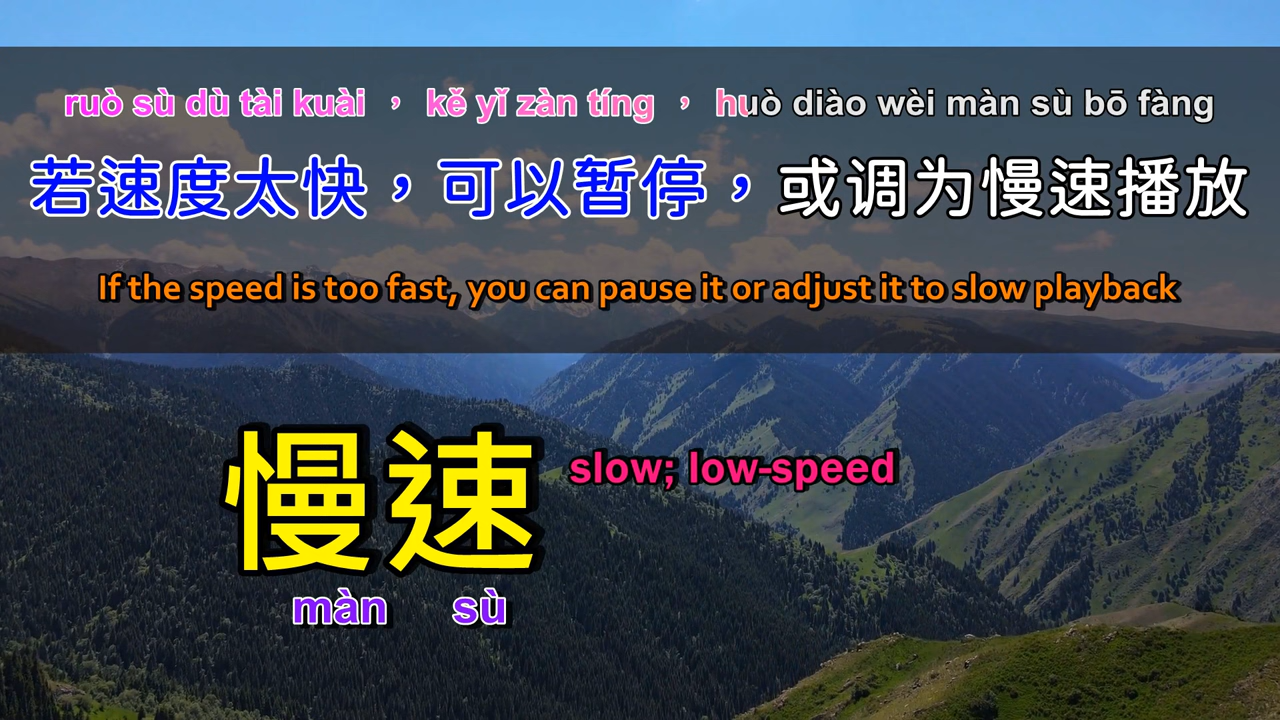 ruò sù dù tài kuài ， kě yǐ zàn tíng ， huò diào wèi màn sù bō fàng
若速度太快，可以暂停，或调为慢速播放
If the speed is too fast, you can pause it or adjust it to slow playback
慢速 slow; low-speed
màn sù